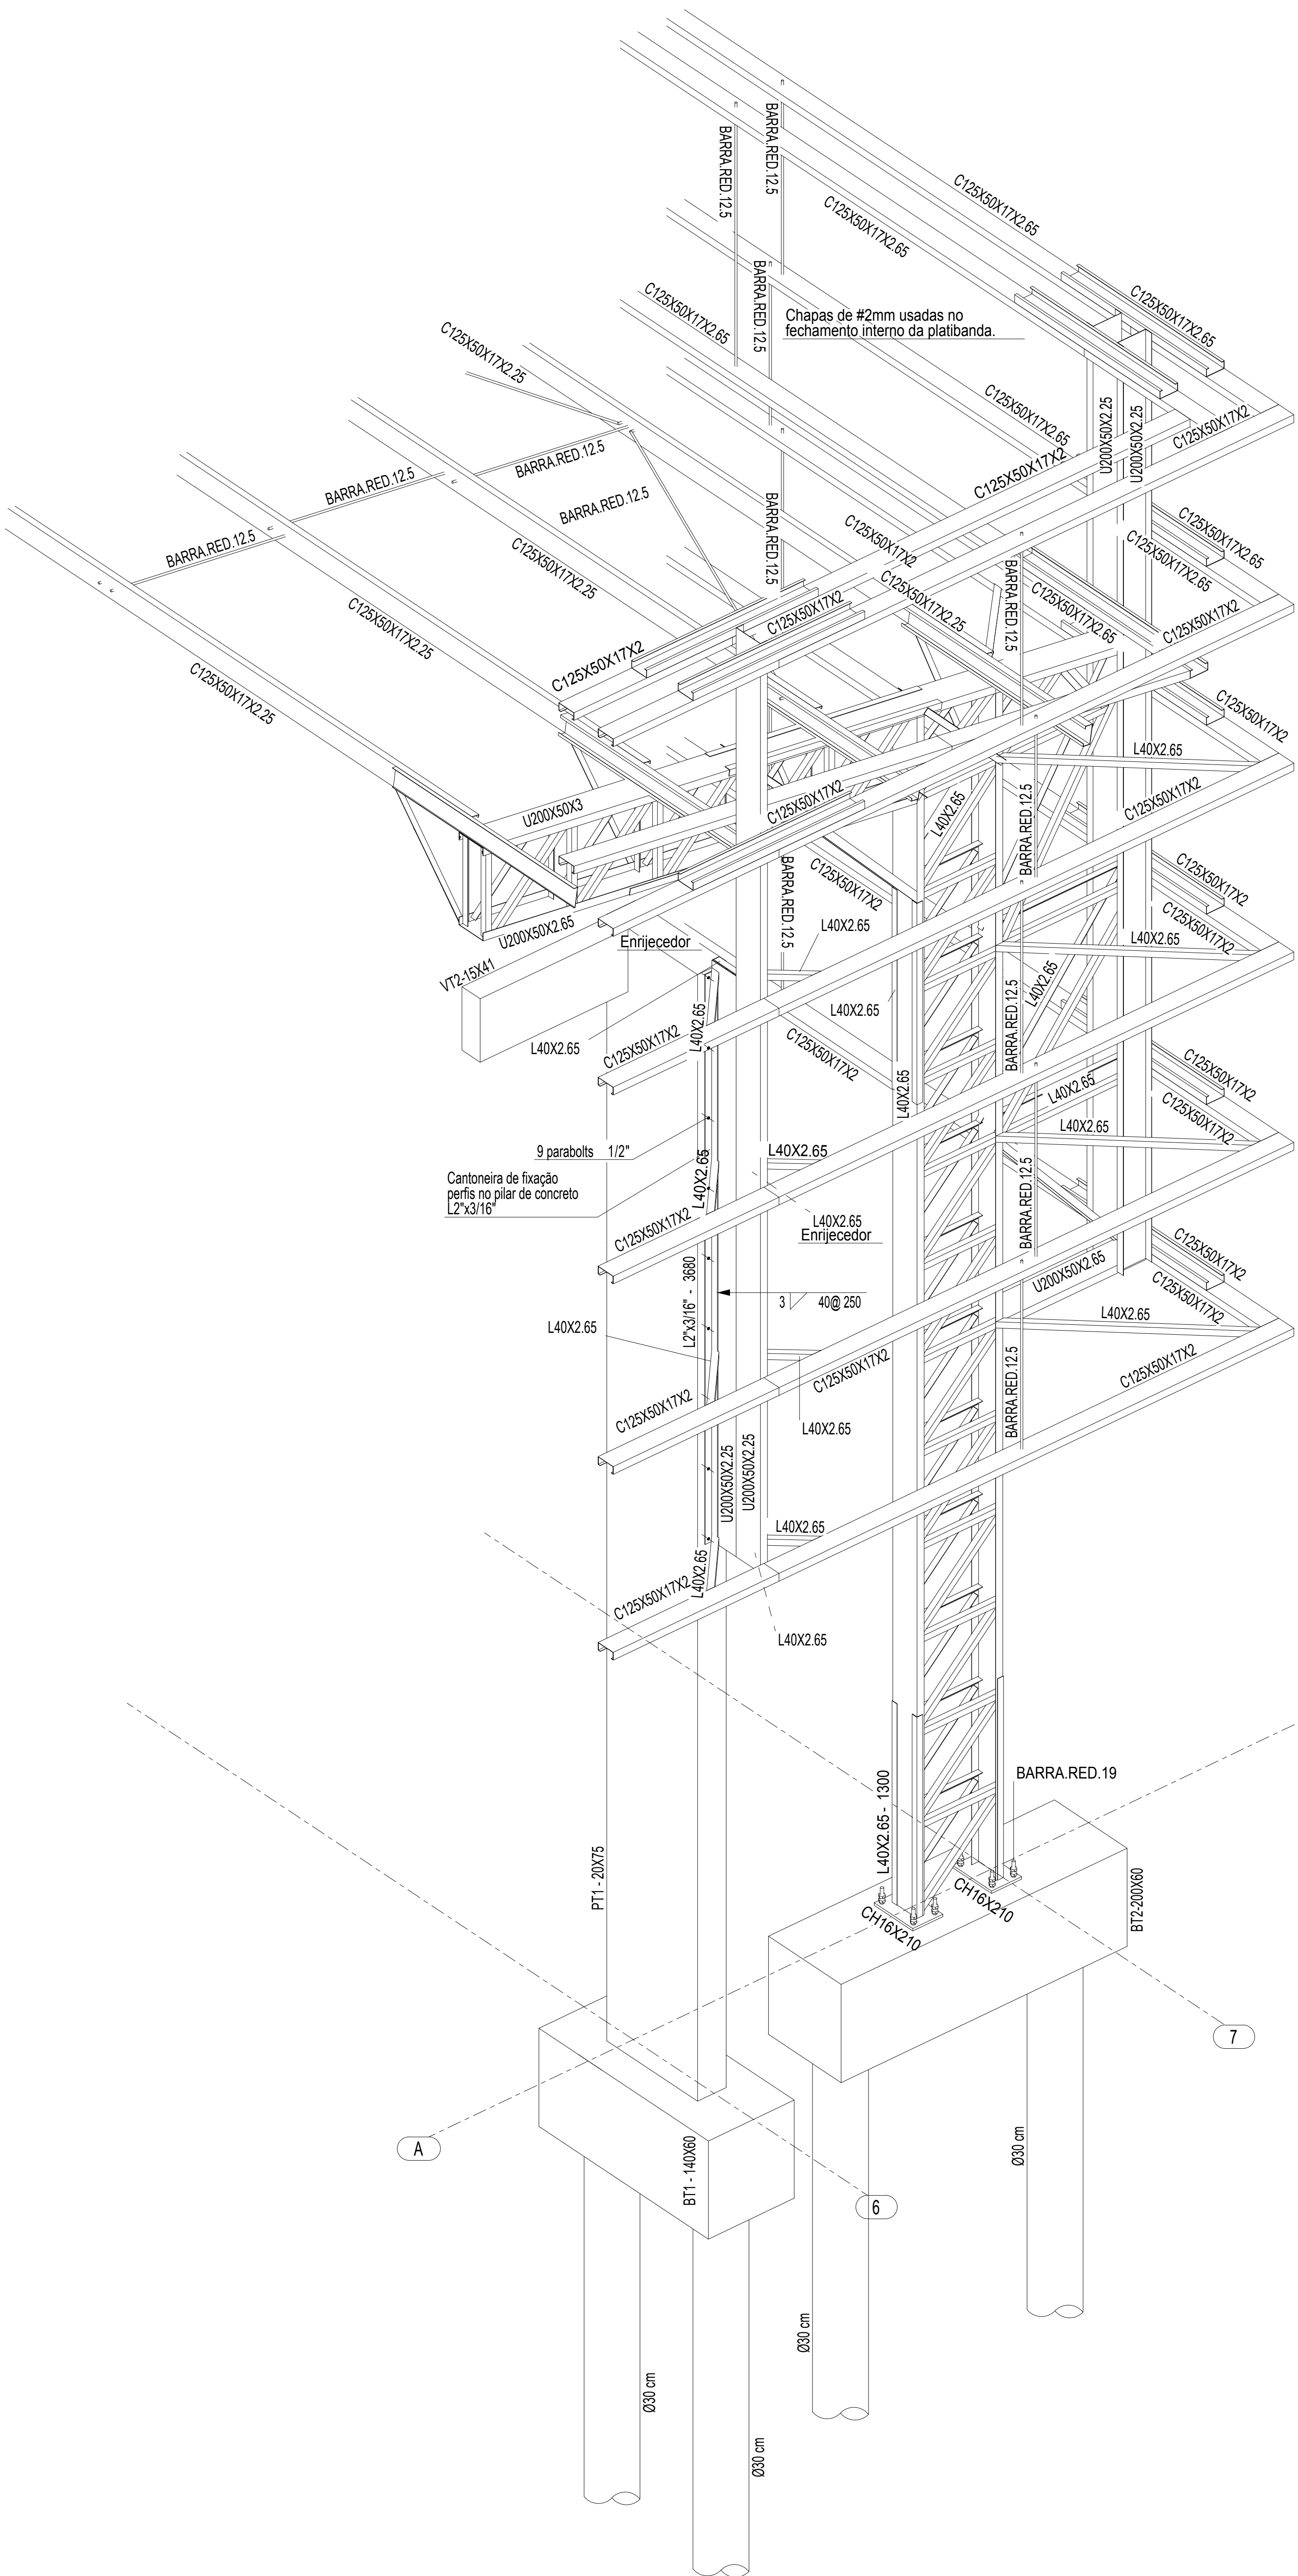 BARRA.RED.12.5
BARRA.RED.12.5
C125X50X17X2.65
C125X50X17X2.65
BARRA.RED.12.5
C125X50X17X2.65
C125X50X17X2.65
Chapas de #2mm usadas no
fechamento interno da platibanda.
C125X50X17X2.25
C125X50X17X2.65
U200X50X2.25
U200X50X2.25
C125X50X17X2
C125X50X17X2
BARRA.RED.12.5
BARRA.RED.12.5
BARRA.RED.12.5
BARRA.RED.12.5
BARRA.RED.12.5
C125X50X17X2
C125X50X17X2.65
C125X50X17X2.65
C125X50X17X2.25
C125X50X17X2.25
C125X50X17X2.25
C125X50X17X2.25
BARRA.RED.12.5
C125X50X17X2.65
C125X50X17X2
C125X50X17X2
C125X50X17X2
C125X50X17X2
L40X2.65
U200X50X3
C125X50X17X2
L40X2.65
BARRA.RED.12.5
C125X50X17X2
C125X50X17X2
BARRA.RED.12.5
C125X50X17X2
U200X50X2.65
Enrijecedor
L40X2.65
L40X2.65
C125X50X17X2
VT2-15X41
L40X2.65
BARRA.RED.12.5
L40X2.65
L40X2.65
L40X2.65
C125X50X17X2
C125X50X17X2
L40X2.65
C125X50X17X2
L40X2.65
C125X50X17X2
L40X2.65
9 parabolts 1/2"
L40X2.65
L40X2.65
BARRA.RED.12.5
Cantoneira de fixação
perfis no pilar de concreto
L2"x3/16"
C125X50X17X2
L40X2.65
Enrijecedor
BARRA.RED.12.5
U200X50X2.65
C125X50X17X2
C125X50X17X2
L2"x3/16" - 3680
3 40@ 250
L40X2.65
L40X2.65
C125X50X17X2
C125X50X17X2
C125X50X17X2
BARRA.RED.12.5
L40X2.65
U200X50X2.25
U200X50X2.25
L40X2.65
L40X2.65
C125X50X17X2
L40X2.65
L40X2.65 - 1300
BARRA.RED.19
PT1 - 20X75
CH16X210
CH16X210
BT2-200X60
7
A
BT1 - 140X60
6
Ø30 cm
Ø30 cm
Ø30 cm
Ø30 cm